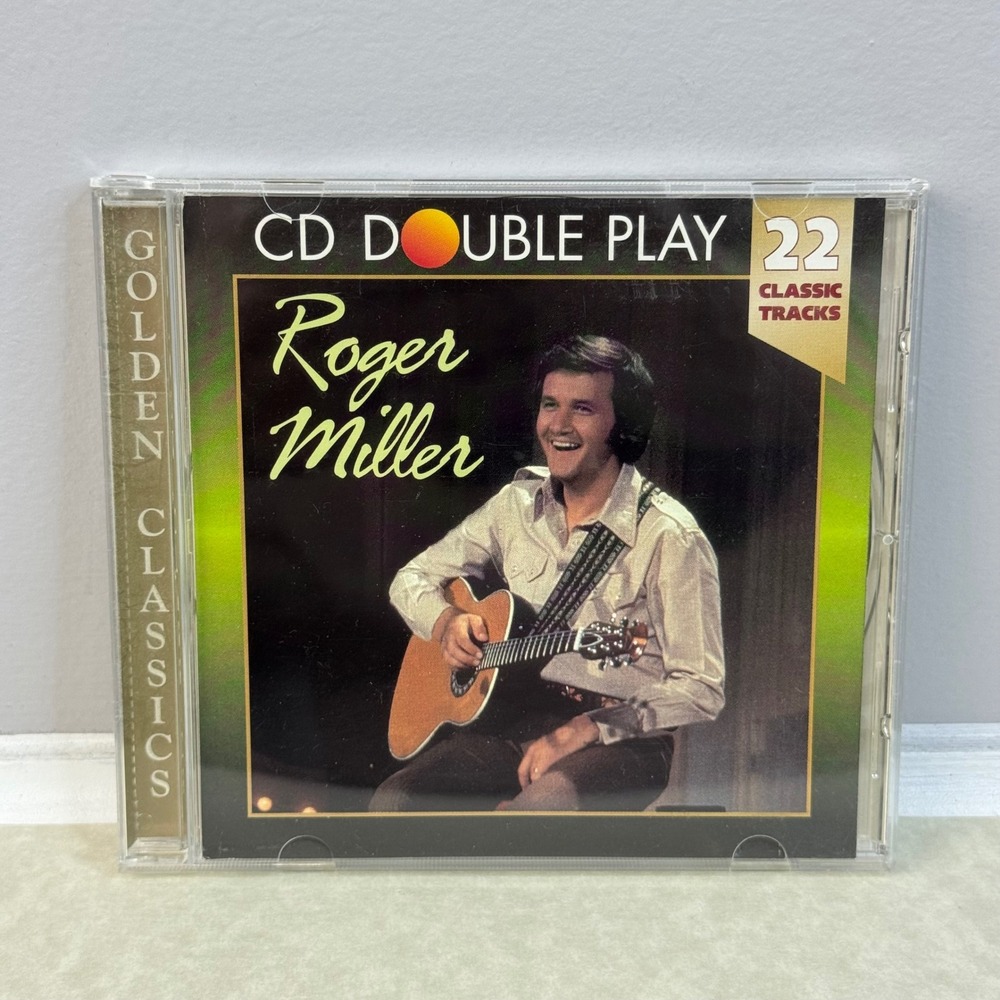 GOLDEN CLASSICS
CD DOUBLE PLAY
22
CLASSIC
TRACKS
Roger
Miller